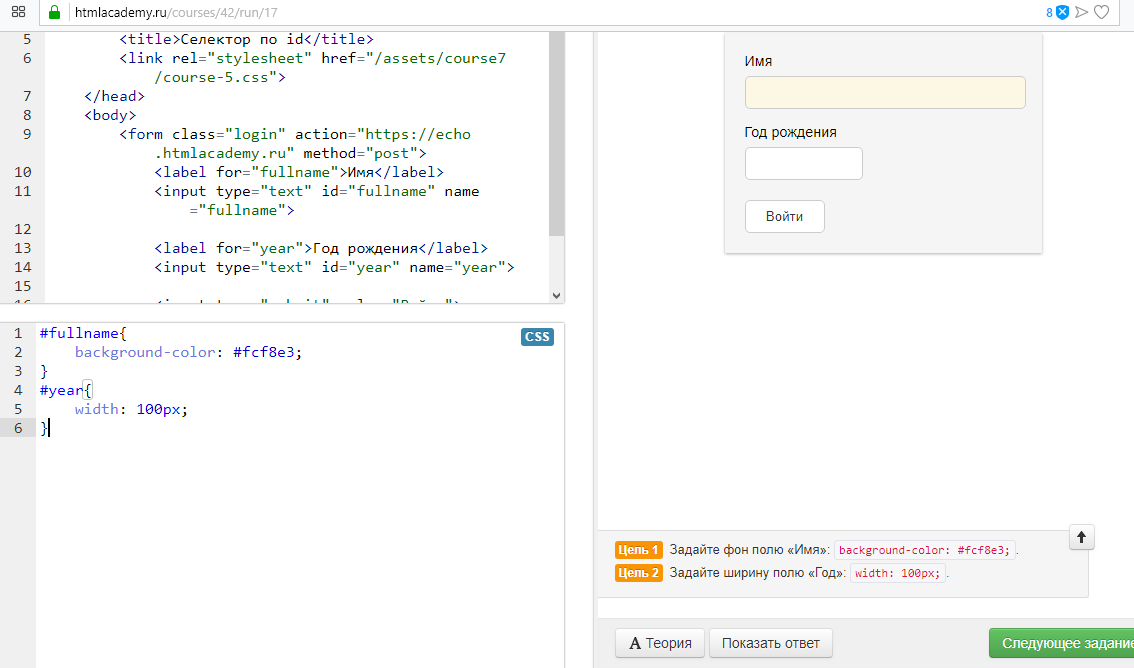 htmlacademy.ru/courses/42/run/17
8
5 <title>Селектор по id</title>
6 <link rel="stylesheet" href="/assets/course7
/course-5.css">
7 </head>
8 <body>
9 <form class="login" action="https://echo
.htmlacademy.ru" method="post">
10 <label for="fullname">Имя</label>
11 <input type="text" id="fullname" name
="fullname">
12
13 <label for="year">Год рождения</label>
14 <input type="text" id="year" name="year">
15
1 #fullname{
2 background-color: #fcf8e3;
3 }
4 #year{
5 width: 100px;
6 }
CSS
Имя
Год рождения
Войти
Цель 1 Задайте фон полю «Имя»: background-color: #fcf8e3; .
Цель 2 Задайте ширину полю «Год»: width: 100px; .
A Теория
Показать ответ
Следующее задание